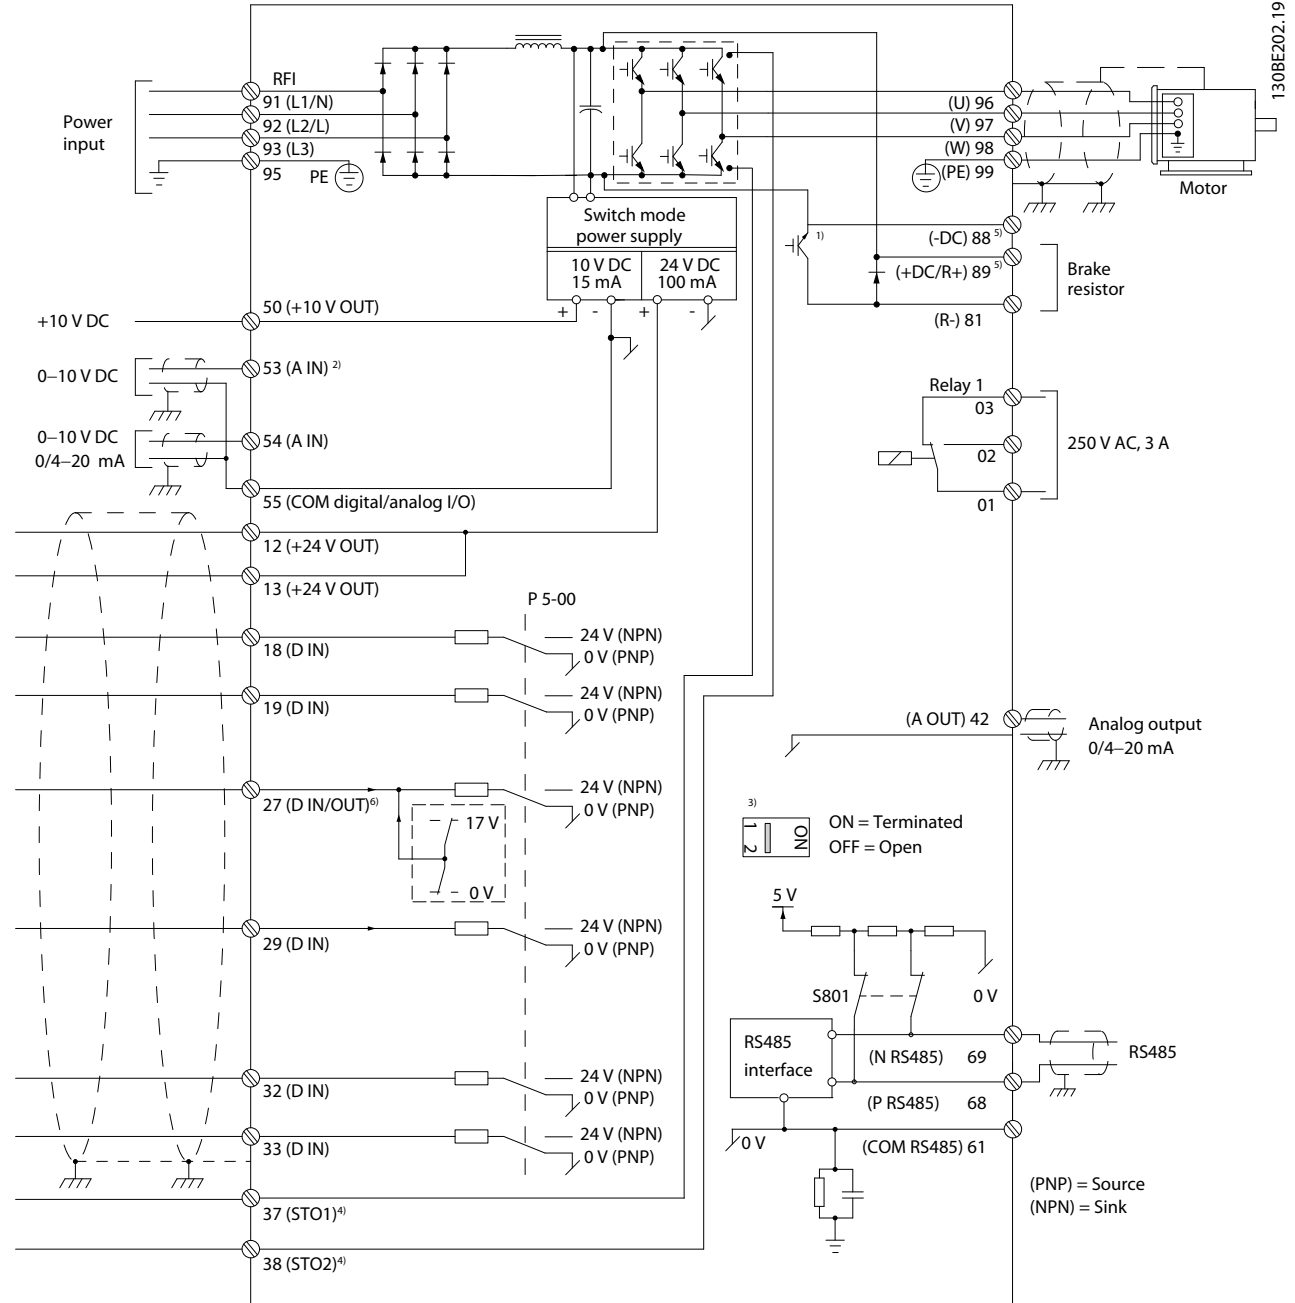 130BE202.19
RFI
91 (L1/N)
92 (L2/L)
93 (L3)
95
PE
Power
input
(U) 96
(V) 97
(W) 98
(PE) 99
Motor
Switch mode
power supply
10 V DC
15 mA
24 V DC
100 mA
+
-
+
-
1)
(-DC) 88 5)
(+DC/R+) 89 5)
(R-) 81
Brake
resistor
+10 V DC
50 (+10 V OUT)
0–10 V DC
53 (A IN) 2)
0–10 V DC
0/4–20 mA
54 (A IN)
55 (COM digital/analog I/O)
Relay 1
03
02
01
250 V AC, 3 A
12 (+24 V OUT)
13 (+24 V OUT)
P 5-00
18 (D IN)
24 V (NPN)
0 V (PNP)
19 (D IN)
24 V (NPN)
0 V (PNP)
(A OUT) 42
Analog output
0/4–20 mA
27 (D IN/OUT)6)
24 V (NPN)
0 V (PNP)
17 V
0 V
3)
1
2
ON
ON = Terminated
OFF = Open
29 (D IN)
24 V (NPN)
0 V (PNP)
5 V
S801
0 V
RS485
interface
(N RS485) 69
(P RS485) 68
RS485
0 V
(COM RS485) 61
32 (D IN)
24 V (NPN)
0 V (PNP)
33 (D IN)
24 V (NPN)
0 V (PNP)
37 (STO1)4)
38 (STO2)4)
(PNP) = Source
(NPN) = Sink